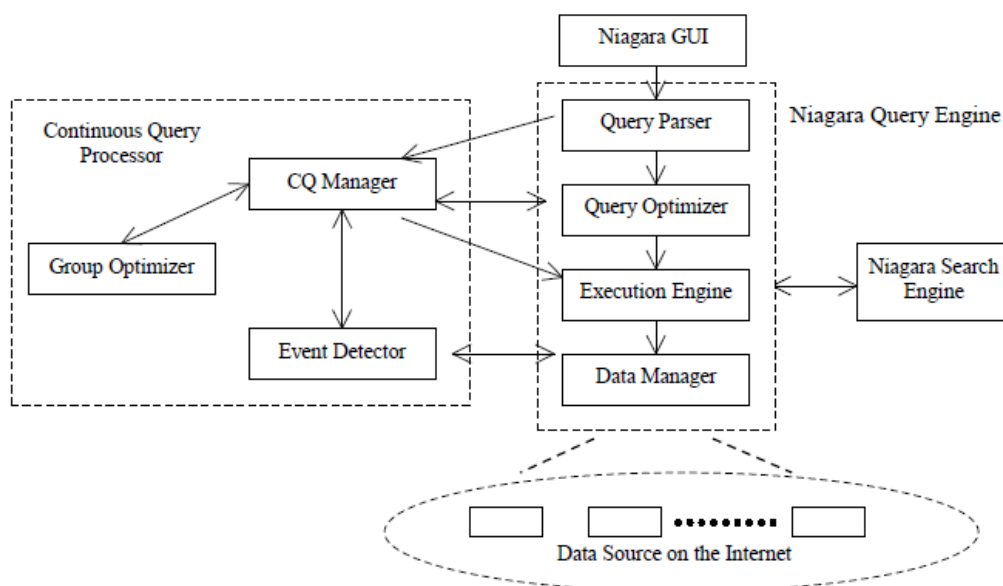 Niagara GUI
Continuous Query
Processor
Query Parser
Niagara Query Engine
CQ Manager
Query Optimizer
Group Optimizer
Execution Engine
Niagara Search
Engine
Event Detector
Data Manager
Data Source on the Internet